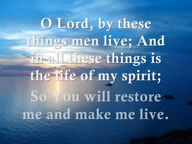 O Lord, by these
things men live; And
in all these things is
the life of my spirit;
So You will restore
me and make me live.